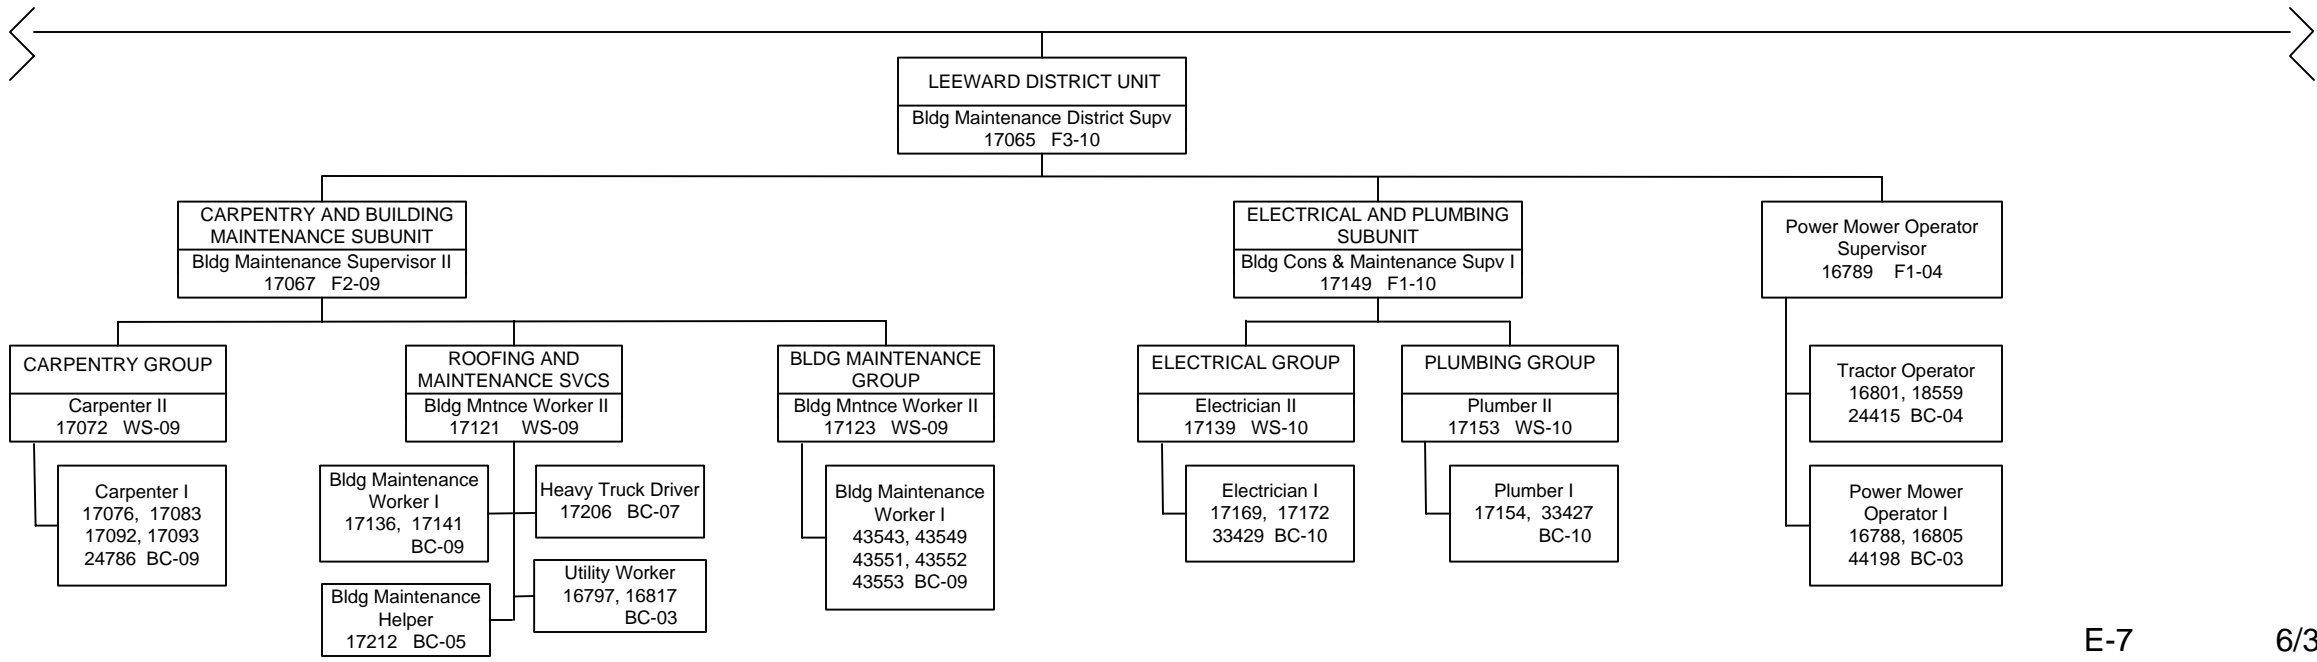 LEEWARD DISTRICT UNIT
Bldg Maintenance District Supv
17065 F3-10
CARPENTRY AND BUILDING
MAINTENANCE SUBUNIT
Bldg Maintenance Supervisor II
17067 F2-09
ELECTRICAL AND PLUMBING
SUBUNIT
Bldg Cons & Maintenance Supv I
17149 F1-10
Power Mower Operator
Supervisor
16789 F1-04
CARPENTRY GROUP
Carpenter II
17072 WS-09
ROOFING AND
MAINTENANCE SVCS
Bldg Mntnce Worker II
17121 WS-09
BLDG MAINTENANCE
GROUP
Bldg Mntnce Worker II
17123 WS-09
ELECTRICAL GROUP
Electrician II
17139 WS-10
PLUMBING GROUP
Plumber II
17153 WS-10
Tractor Operator
16801, 18559
24415 BC-04
Carpenter I
17076, 17083
17092, 17093
24786 BC-09
Bldg Maintenance
Worker I
17136, 17141
BC-09
Heavy Truck Driver
17206 BC-07
Bldg Maintenance
Helper
17212 BC-05
Utility Worker
16797, 16817
BC-03
Bldg Maintenance
Worker I
43543, 43549
43551, 43552
43553 BC-09
Electrician I
17169, 17172
33429 BC-10
Plumber I
17154, 33427
BC-10
Power Mower
Operator I
16788, 16805
44198 BC-03
E-7 6/3